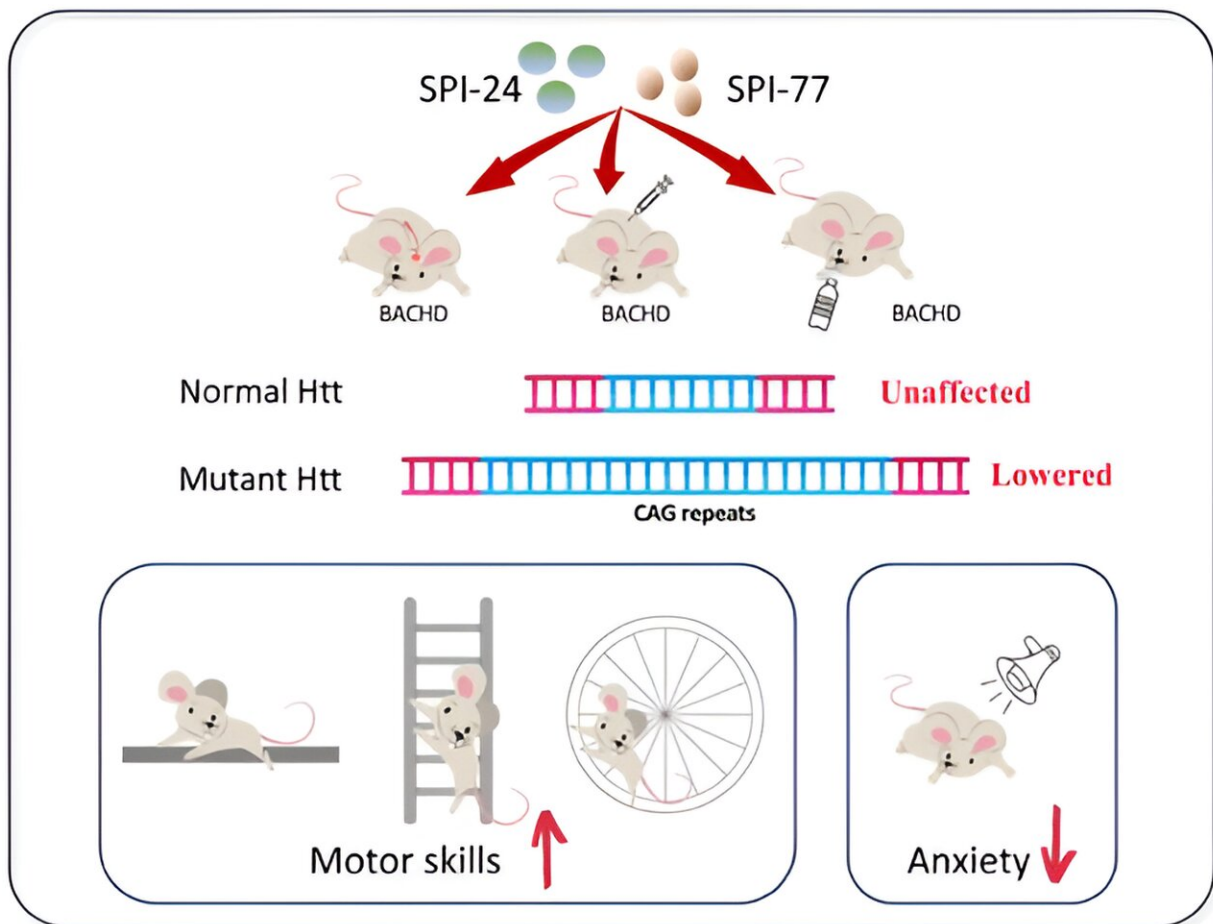 SPI-24 SPI-77
BACHD BACHD BACHD
Normal Htt Unaffected
Mutant Htt Lowered
CAG repeats
Motor skills Anxiety